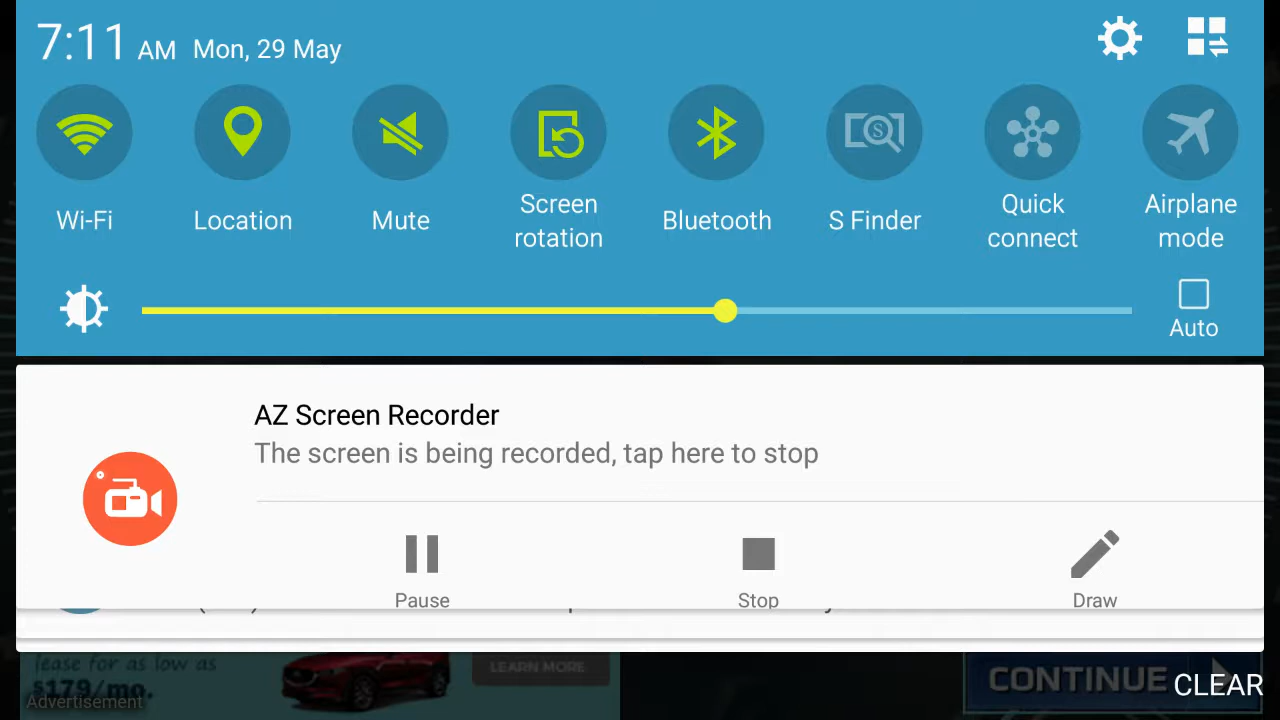 7:11 AM Mon, 29 May
Wi-Fi
Location
Mute
Screen
rotation
Bluetooth
S Finder
Quick
connect
Airplane
mode
Auto
AZ Screen Recorder
The screen is being recorded, tap here to stop
Pause
Stop
Draw
lease for as low as
$179/mo.
LEARN MORE
Advertisement
CONTINUE
CLEAR